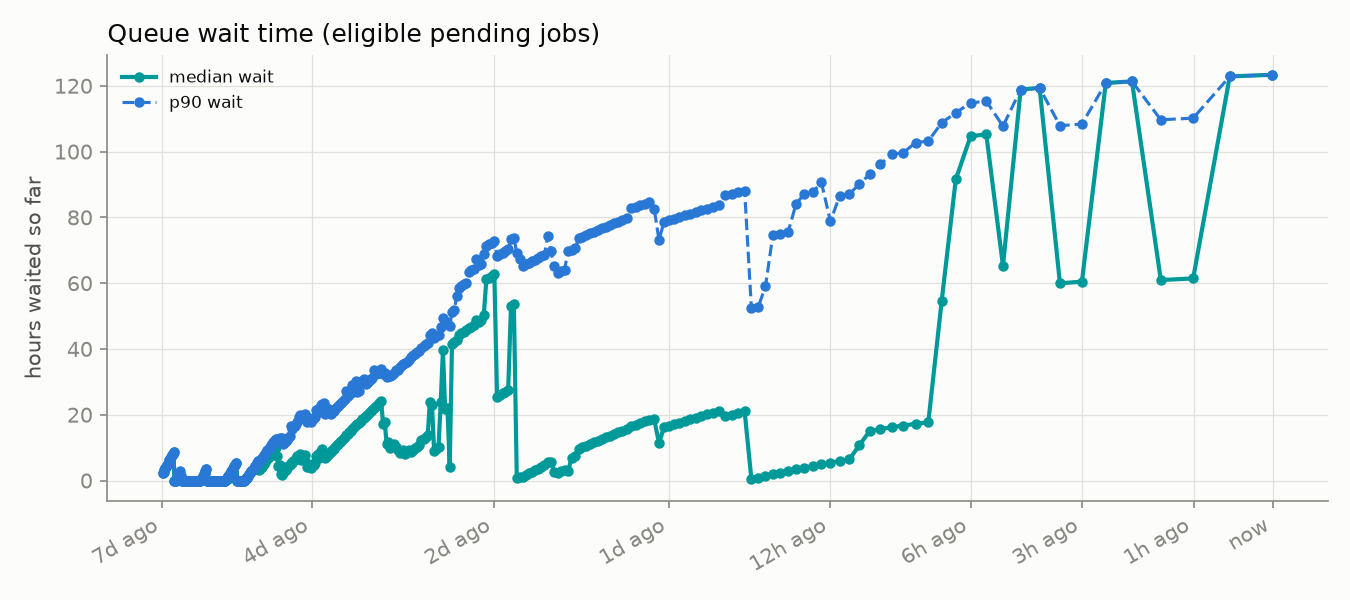 Queue wait time (eligible pending jobs)
median wait
p90 wait
hours waited so far
120
100
80
60
40
20
0
7d ago
4d ago
2d ago
1d ago
12h ago
6h ago
3h ago
1h ago
now